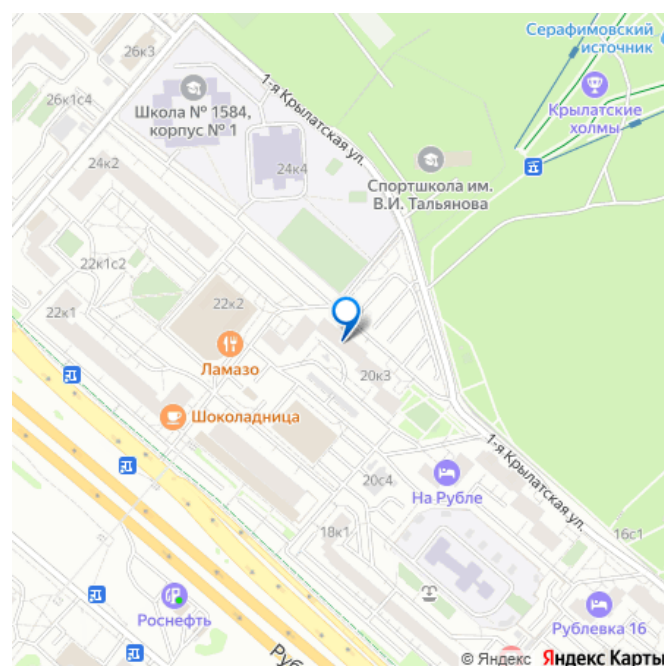 Серафимовский
источник
26к3
1-я Крылатская ул.
Крылатские
холмы
26к1с4
Школа № 1584,
корпус № 1
24к2
24к4
Спортшкола им.
В.И. Тальянова
22к1с2
22к1
22к2
Ламазо
20к3
Шоколадница
1-я Крылатская ул.
20с4
На Рубле
18к1
16с1
Роснефть
Рублевка 16
Руб
© Яндекс Яндекс Карты